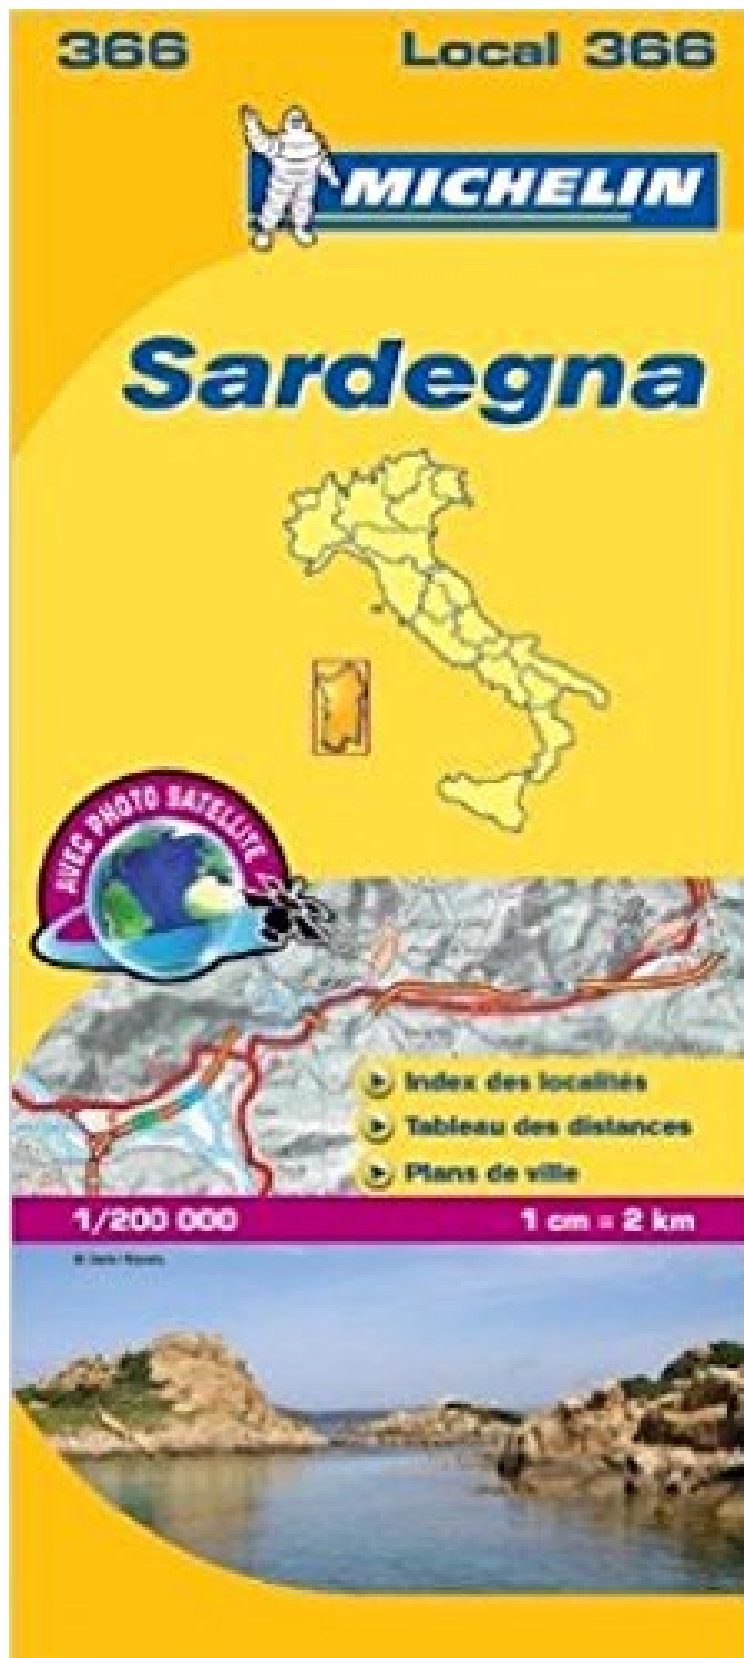 366 Local 366
MICHELIN
Sardegna
AVEC PHOTO SATELLITE
Index des localités
Tableau des distances
Plans de ville
1/200 000 1 cm = 2 km